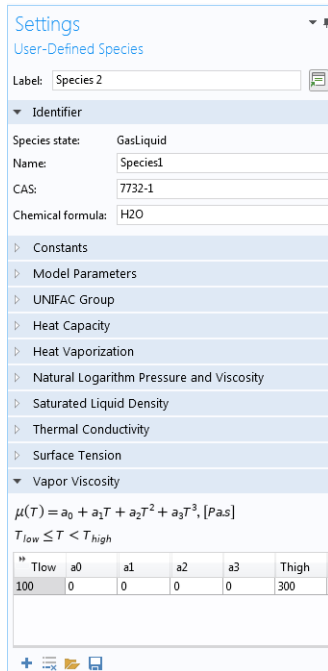 Settings
User-Defined Species
Label: Species 2
Identifier
Species state: GasLiquid
Name: Species1
CAS: 7732-1
Chemical formula: H2O
Constants
Model Parameters
UNIFAC Group
Heat Capacity
Heat Vaporization
Natural Logarithm Pressure and Viscosity
Saturated Liquid Density
Thermal Conductivity
Surface Tension
Vapor Viscosity
μ(T) = a₀ + a₁T + a₂T² + a₃T³, [Pa.s]
T_low ≤ T < T_high
Tlow a0 a1 a2 a3 Thigh
100 0 0 0 0 300